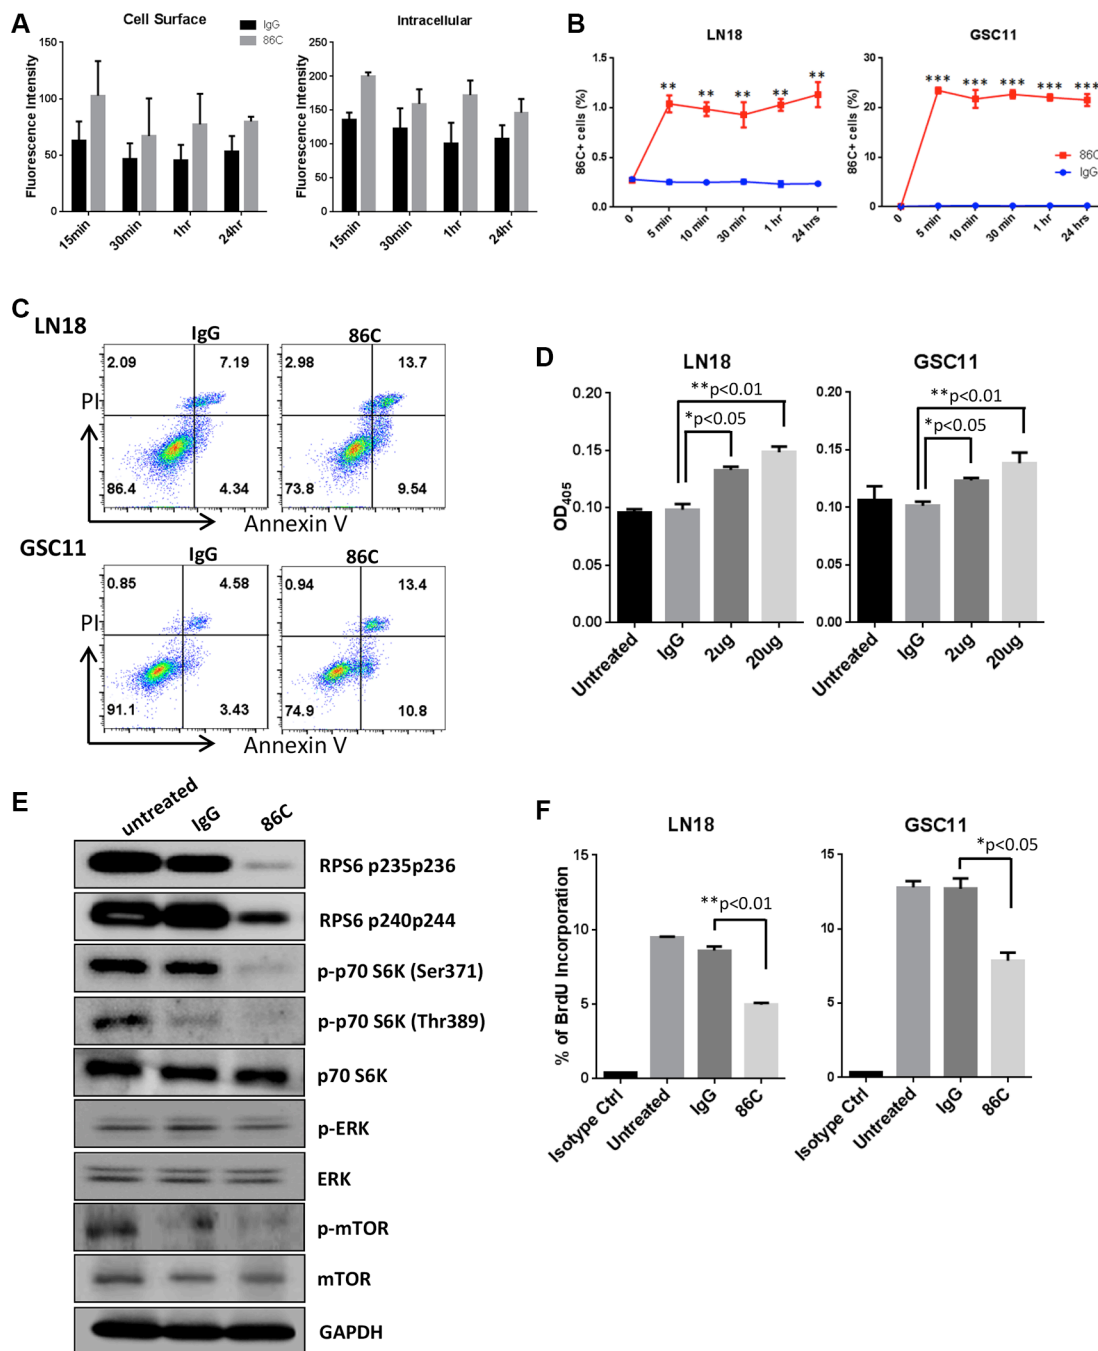 A
Cell Surface
IgG
86C
Fluorescence Intensity
150
100
50
0
15min
30min
1hr
24hr
Intracellular
Fluorescence Intensity
250
200
150
100
50
0
15min
30min
1hr
24hr
B
LN18
86C+ cells (%)
1.5
1.0
0.5
0.0
** ** ** ** **
0
5 min
10 min
30 min
1 hr
24 hrs
GSC11
86C+ cells (%)
30
20
10
0
*** *** *** *** ***
86C
IgG
0
5 min
10 min
30 min
1 hr
24 hrs
C
LN18
IgG
86C
2.09 7.19
86.4 4.34
2.98 13.7
73.8 9.54
PI
Annexin V
GSC11
IgG
86C
0.85 4.58
91.1 3.43
0.94 13.4
74.9 10.8
PI
Annexin V
D
LN18
OD405
0.20
0.15
0.10
0.05
0.00
**p<0.01
*p<0.05
Untreated
IgG
2ug
20ug
GSC11
0.20
0.15
0.10
0.05
0.00
**p<0.01
*p<0.05
Untreated
IgG
2ug
20ug
E
untreated
IgG
86C
RPS6 p235p236
RPS6 p240p244
p-p70 S6K (Ser371)
p-p70 S6K (Thr389)
p70 S6K
p-ERK
ERK
p-mTOR
mTOR
GAPDH
F
LN18
% of BrdU Incorporation
15
10
5
0
**p<0.01
Isotype Ctrl
Untreated
IgG
86C
GSC11
15
10
5
0
*p<0.05
Isotype Ctrl
Untreated
IgG
86C